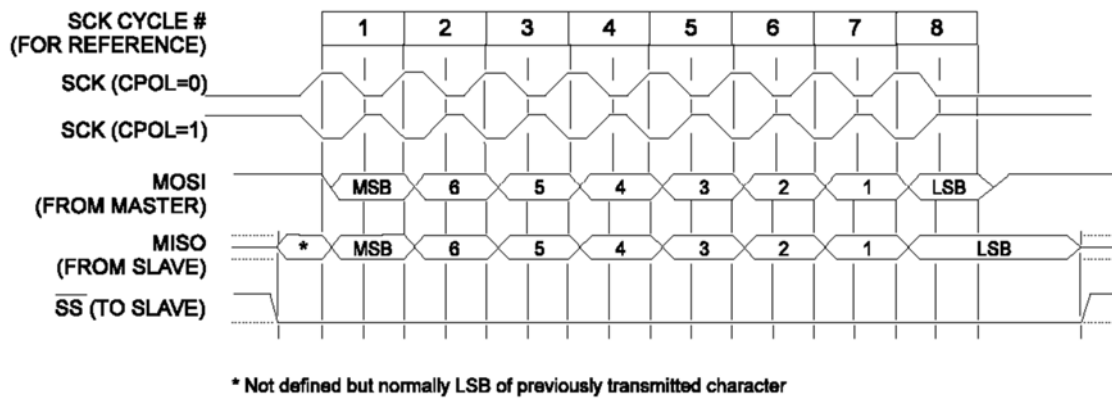 SCK CYCLE # 1 2 3 4 5 6 7 8
(FOR REFERENCE)
SCK (CPOL=0)
SCK (CPOL=1)
MOSI MSB 6 5 4 3 2 1 LSB
(FROM MASTER)
MISO * MSB 6 5 4 3 2 1 LSB
(FROM SLAVE)
SS (TO SLAVE)
* Not defined but normally LSB of previously transmitted character